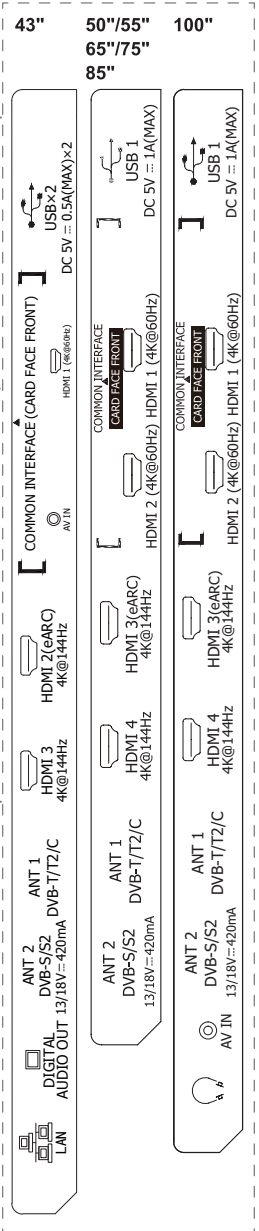 43"
50"/55"
65"/75"
85"
100"
USB×2
DC 5V ⎓ 0.5A(MAX)×2
COMMON INTERFACE (CARD FACE FRONT)
HDMI 1 (4K@60Hz)
AV IN
HDMI 2(eARC)
4K@144Hz
HDMI 3
4K@144Hz
ANT 1
DVB-T/T2/C
ANT 2
DVB-S/S2
13/18V⎓420mA
DIGITAL
AUDIO OUT
LAN
USB 1
DC 5V ⎓ 1A(MAX)
COMMON INTERFACE
CARD FACE FRONT
HDMI 1 (4K@60Hz)
HDMI 2 (4K@60Hz)
HDMI 3(eARC)
4K@144Hz
HDMI 4
4K@144Hz
ANT 1
DVB-T/T2/C
ANT 2
DVB-S/S2
13/18V⎓420mA
USB 1
DC 5V ⎓ 1A(MAX)
COMMON INTERFACE
CARD FACE FRONT
HDMI 1 (4K@60Hz)
HDMI 2 (4K@60Hz)
HDMI 3(eARC)
4K@144Hz
HDMI 4
4K@144Hz
ANT 1
DVB-T/T2/C
ANT 2
DVB-S/S2
13/18V⎓420mA
AV IN